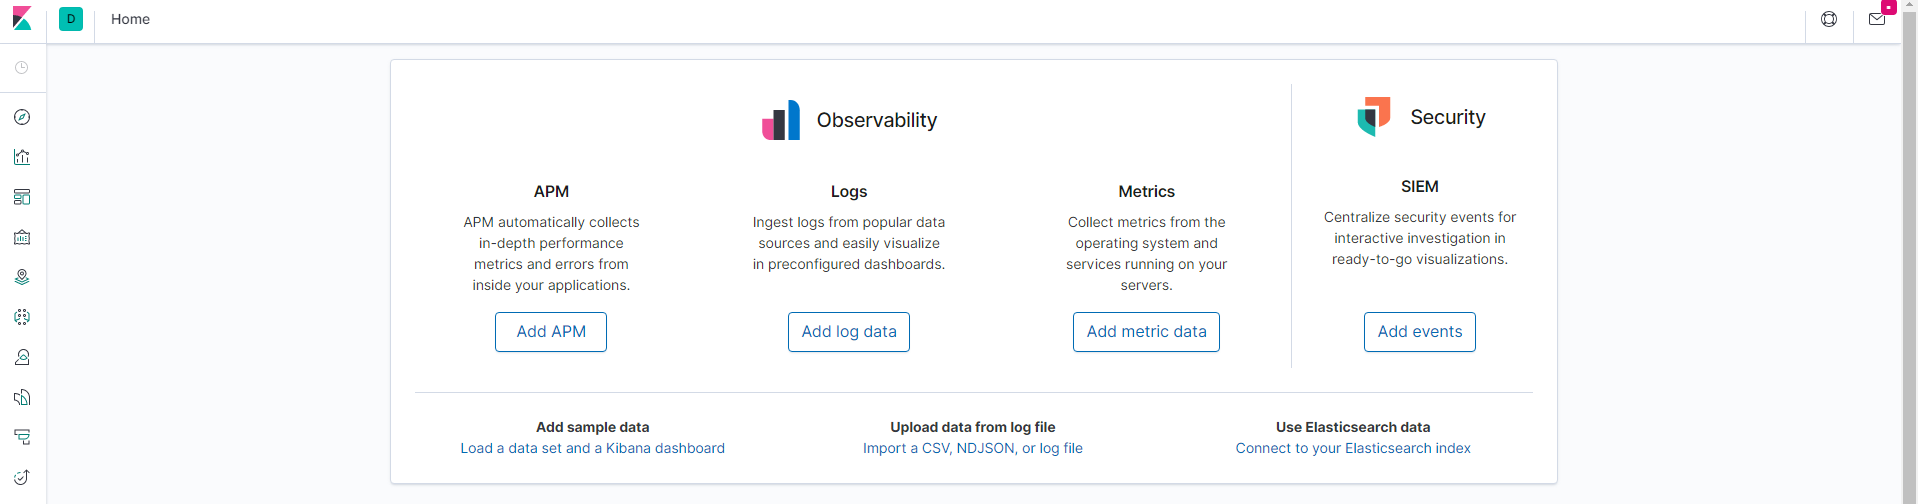 D
Home
Observability
Security
APM
APM automatically collects
in-depth performance
metrics and errors from
inside your applications.
Add APM
Logs
Ingest logs from popular data
sources and easily visualize
in preconfigured dashboards.
Add log data
Metrics
Collect metrics from the
operating system and
services running on your
servers.
Add metric data
SIEM
Centralize security events for
interactive investigation in
ready-to-go visualizations.
Add events
Add sample data
Load a data set and a Kibana dashboard
Upload data from log file
Import a CSV, NDJSON, or log file
Use Elasticsearch data
Connect to your Elasticsearch index